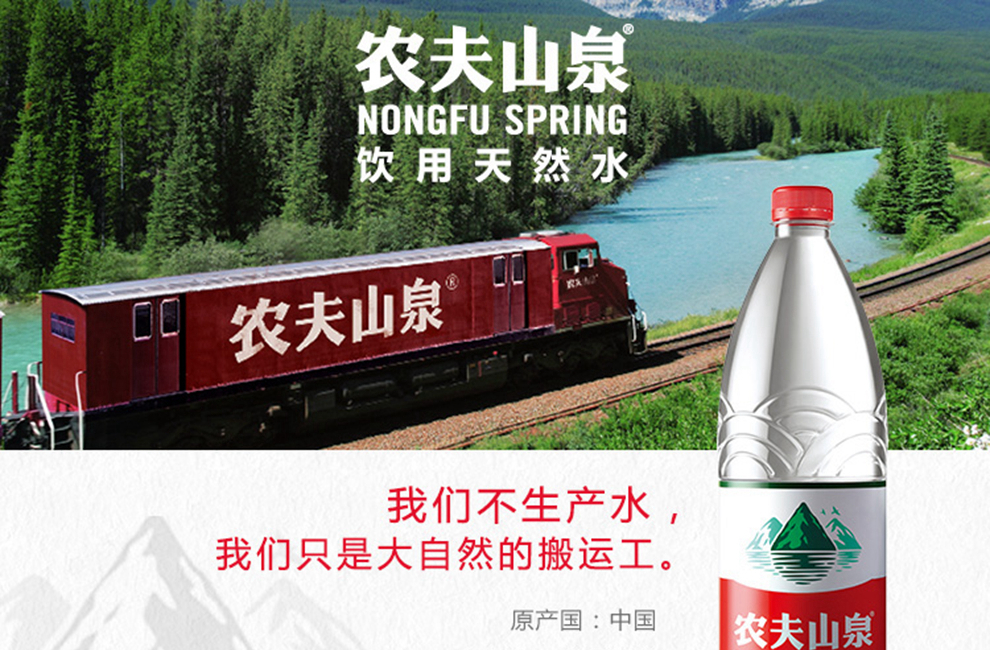 农夫山泉®
NONGFU SPRING
饮用天然水
农夫山泉®
我们不生产水，
我们只是大自然的搬运工。
原产国：中国
农夫山泉®